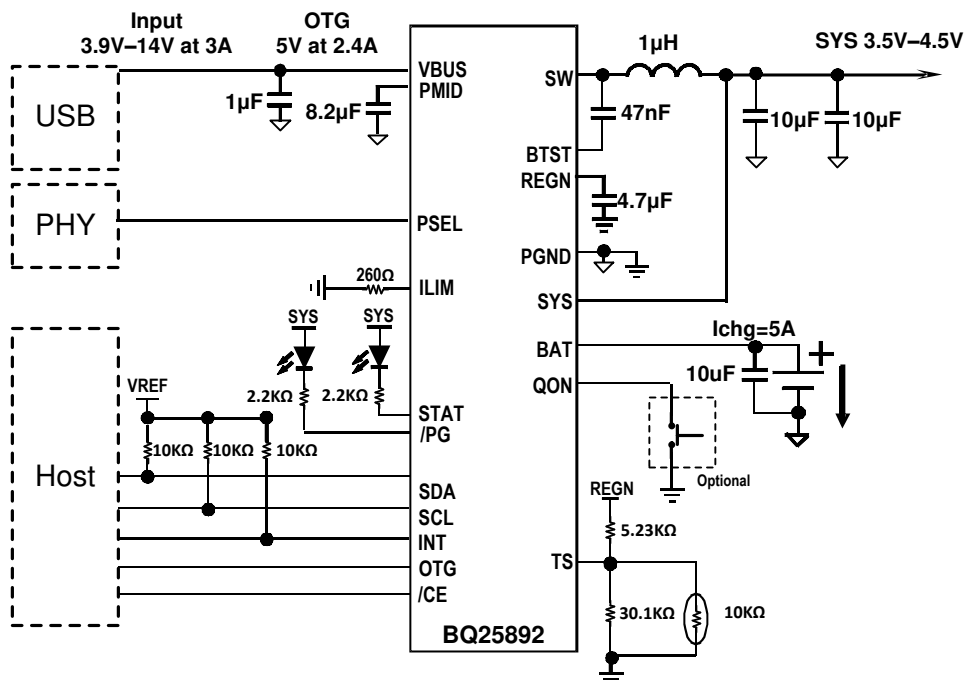 Input
3.9V–14V at 3A
OTG
5V at 2.4A
USB
1µF
8.2µF
VBUS
PMID
PHY
PSEL
260Ω
ILIM
SYS
SYS
2.2KΩ
2.2KΩ
STAT
/PG
VREF
10KΩ
10KΩ
10KΩ
Host
SDA
SCL
INT
OTG
/CE
BQ25892
SW
1µH
SYS 3.5V–4.5V
47nF
10µF
10µF
BTST
REGN
4.7µF
PGND
SYS
Ichg=5A
BAT
10uF
+
QON
Optional
REGN
5.23KΩ
TS
30.1KΩ
10KΩ